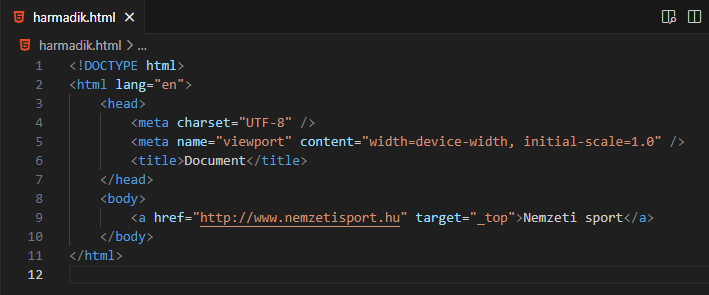 harmadik.html
harmadik.html > ...
1 <!DOCTYPE html>
2 <html lang="en">
3     <head>
4         <meta charset="UTF-8" />
5         <meta name="viewport" content="width=device-width, initial-scale=1.0" />
6         <title>Document</title>
7     </head>
8     <body>
9         <a href="http://www.nemzetisport.hu" target="_top">Nemzeti sport</a>
10     </body>
11 </html>
12